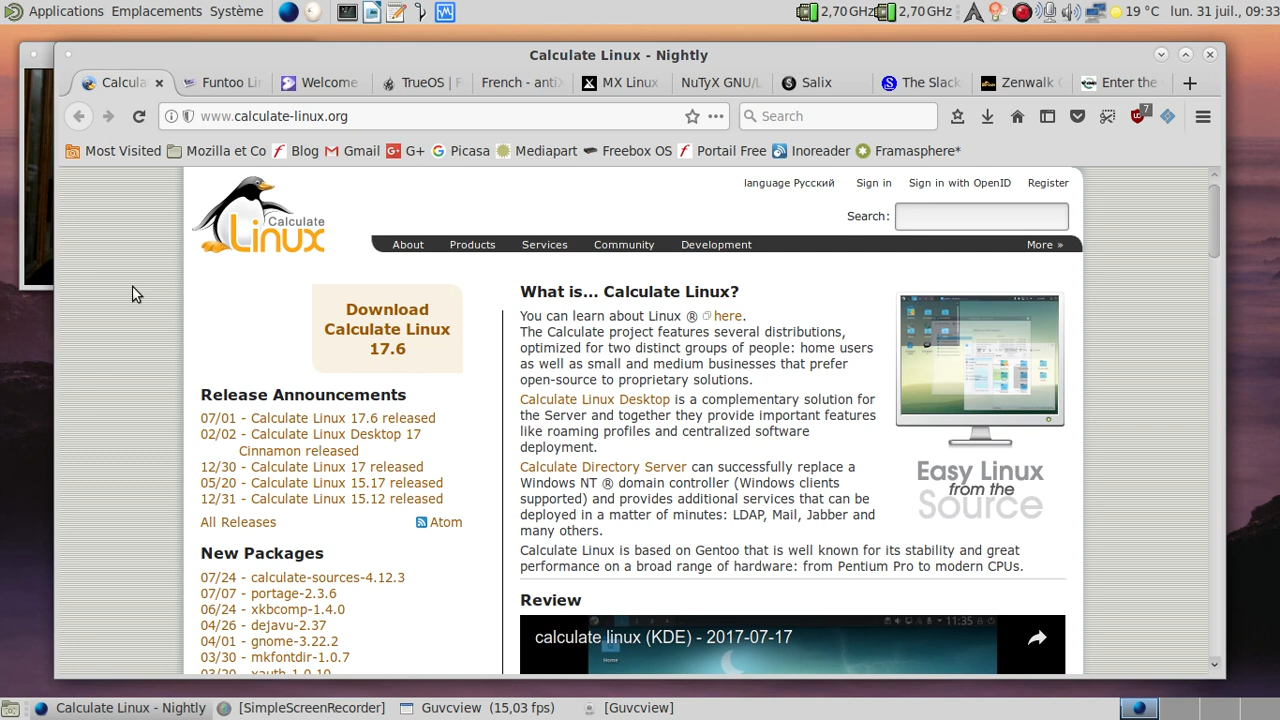 Applications Emplacements Système
2,70 GHz 2,70 GHz 19 °C lun. 31 juil., 09:33
Calculate Linux - Nightly
Calcula Funtoo Li Welcome TrueOS | F French - anti MX Linux NuTyX GNU/L Salix The Slack Zenwalk Enter the
www.calculate-linux.org
Search
7
Most Visited Mozilla et Co Blog Gmail G+ Picasa Mediapart Freebox OS Portail Free Inoreader Framasphere*
language Русский Sign in Sign in with OpenID Register
Calculate
Linux
Search:
About Products Services Community Development More »
Download
Calculate Linux
17.6
Release Announcements
07/01 - Calculate Linux 17.6 released
02/02 - Calculate Linux Desktop 17
Cinnamon released
12/30 - Calculate Linux 17 released
05/20 - Calculate Linux 15.17 released
12/31 - Calculate Linux 15.12 released
All Releases Atom
New Packages
07/24 - calculate-sources-4.12.3
07/07 - portage-2.3.6
06/24 - xkbcomp-1.4.0
04/26 - dejavu-2.37
04/01 - gnome-3.22.2
03/30 - mkfontdir-1.0.7
What is... Calculate Linux?
You can learn about Linux ® here.
The Calculate project features several distributions,
optimized for two distinct groups of people: home users
as well as small and medium businesses that prefer
open-source to proprietary solutions.
Calculate Linux Desktop is a complementary solution for
the Server and together they provide important features
like roaming profiles and centralized software
deployment.
Calculate Directory Server can successfully replace a
Windows NT ® domain controller (Windows clients
supported) and provides additional services that can be
deployed in a matter of minutes: LDAP, Mail, Jabber and
many others.
Calculate Linux is based on Gentoo that is well known for its stability and great
performance on a broad range of hardware: from Pentium Pro to modern CPUs.
Easy Linux
from the
Source
Review
calculate linux (KDE) - 2017-07-17
11:35
Home
Calculate Linux - Nightly [SimpleScreenRecorder] Guvcview (15,03 fps) [Guvcview]